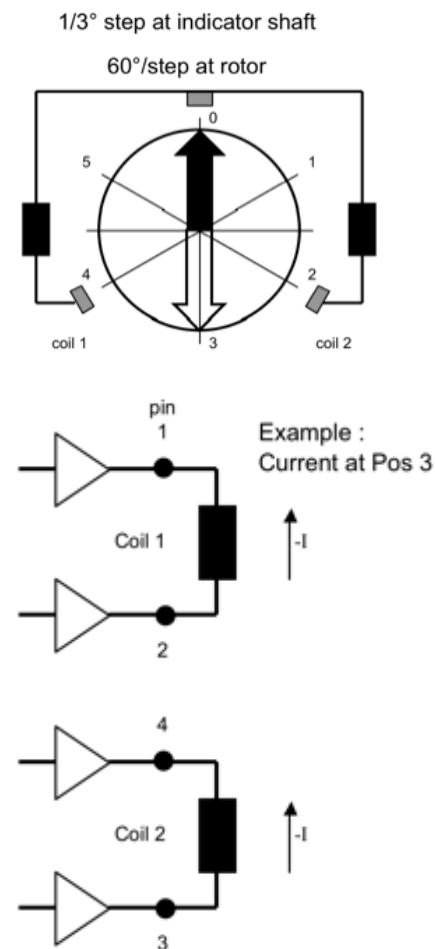 1/3° step at indicator shaft
60°/step at rotor
0
5
1
4
2
coil 1
3
coil 2
pin
1
Example :
Current at Pos 3
Coil 1
-I
2
4
Coil 2
-I
3